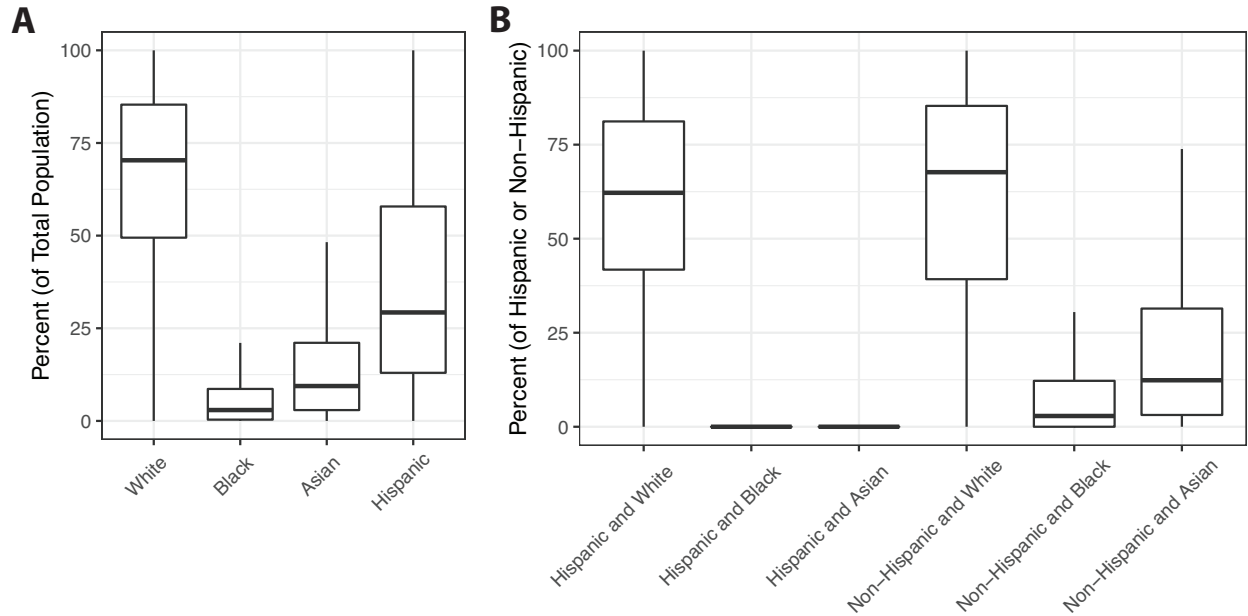 A
Percent (of Total Population)
100
75
50
25
0
White
Black
Asian
Hispanic
B
Percent (of Hispanic or Non−Hispanic)
100
75
50
25
0
Hispanic and White
Hispanic and Black
Hispanic and Asian
Non−Hispanic and White
Non−Hispanic and Black
Non−Hispanic and Asian